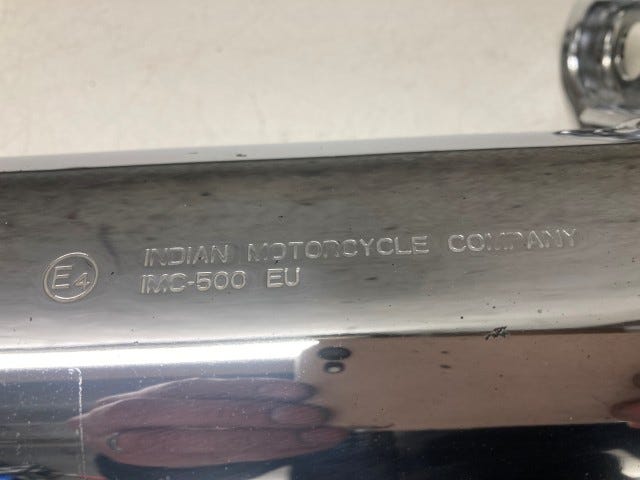 E4 INDIAN MOTORCYCLE COMPANY
IMC-500 EU